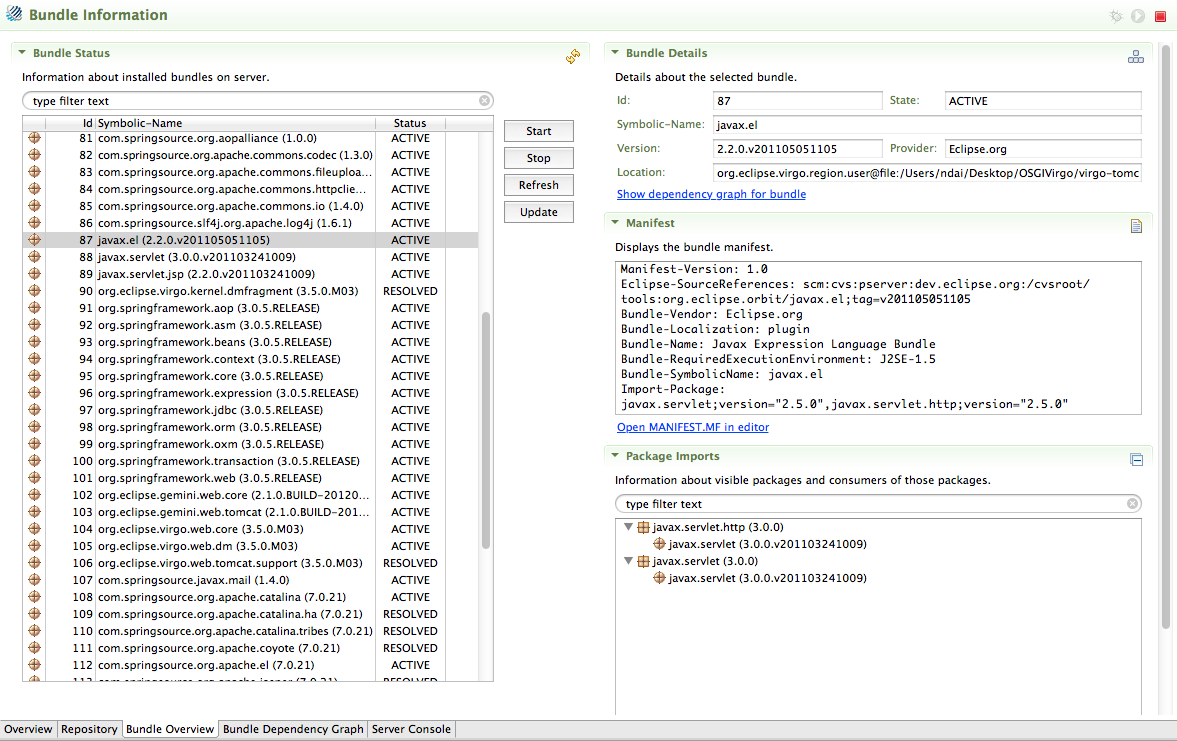 Bundle Information
Bundle Status
Information about installed bundles on server.
type filter text
Id Symbolic-Name Status
81 com.springsource.org.aopalliance (1.0.0) ACTIVE
82 com.springsource.org.apache.commons.codec (1.3.0) ACTIVE
83 com.springsource.org.apache.commons.fileuploa... ACTIVE
84 com.springsource.org.apache.commons.httpclie... ACTIVE
85 com.springsource.org.apache.commons.io (1.4.0) ACTIVE
86 com.springsource.slf4j.org.apache.log4j (1.6.1) ACTIVE
87 javax.el (2.2.0.v201105051105) ACTIVE
88 javax.servlet (3.0.0.v201103241009) ACTIVE
89 javax.servlet.jsp (2.2.0.v201103241009) ACTIVE
90 org.eclipse.virgo.kernel.dmfragment (3.5.0.M03) RESOLVED
91 org.springframework.aop (3.0.5.RELEASE) ACTIVE
92 org.springframework.asm (3.0.5.RELEASE) ACTIVE
93 org.springframework.beans (3.0.5.RELEASE) ACTIVE
94 org.springframework.context (3.0.5.RELEASE) ACTIVE
95 org.springframework.core (3.0.5.RELEASE) ACTIVE
96 org.springframework.expression (3.0.5.RELEASE) ACTIVE
97 org.springframework.jdbc (3.0.5.RELEASE) ACTIVE
98 org.springframework.orm (3.0.5.RELEASE) ACTIVE
99 org.springframework.oxm (3.0.5.RELEASE) ACTIVE
100 org.springframework.transaction (3.0.5.RELEASE) ACTIVE
101 org.springframework.web (3.0.5.RELEASE) ACTIVE
102 org.eclipse.gemini.web.core (2.1.0.BUILD-20120... ACTIVE
103 org.eclipse.gemini.web.tomcat (2.1.0.BUILD-201... ACTIVE
104 org.eclipse.virgo.web.core (3.5.0.M03) ACTIVE
105 org.eclipse.virgo.web.dm (3.5.0.M03) ACTIVE
106 org.eclipse.virgo.web.tomcat.support (3.5.0.M03) RESOLVED
107 com.springsource.javax.mail (1.4.0) ACTIVE
108 com.springsource.org.apache.catalina (7.0.21) ACTIVE
109 com.springsource.org.apache.catalina.ha (7.0.21) RESOLVED
110 com.springsource.org.apache.catalina.tribes (7.0.21) RESOLVED
111 com.springsource.org.apache.coyote (7.0.21) RESOLVED
112 com.springsource.org.apache.el (7.0.21) ACTIVE
Start
Stop
Refresh
Update
Bundle Details
Details about the selected bundle.
Id: 87 State: ACTIVE
Symbolic-Name: javax.el
Version: 2.2.0.v201105051105 Provider: Eclipse.org
Location: org.eclipse.virgo.region.user@file:/Users/ndai/Desktop/OSGIVirgo/virgo-tomc
Show dependency graph for bundle
Manifest
Displays the bundle manifest.
Manifest-Version: 1.0
Eclipse-SourceReferences: scm:cvs:pserver:dev.eclipse.org:/cvsroot/
tools:org.eclipse.orbit/javax.el;tag=v201105051105
Bundle-Vendor: Eclipse.org
Bundle-Localization: plugin
Bundle-Name: Javax Expression Language Bundle
Bundle-RequiredExecutionEnvironment: J2SE-1.5
Bundle-SymbolicName: javax.el
Import-Package:
javax.servlet;version="2.5.0",javax.servlet.http;version="2.5.0"
Open MANIFEST.MF in editor
Package Imports
Information about visible packages and consumers of those packages.
type filter text
javax.servlet.http (3.0.0)
javax.servlet (3.0.0.v201103241009)
javax.servlet (3.0.0)
javax.servlet (3.0.0.v201103241009)
Overview Repository Bundle Overview Bundle Dependency Graph Server Console